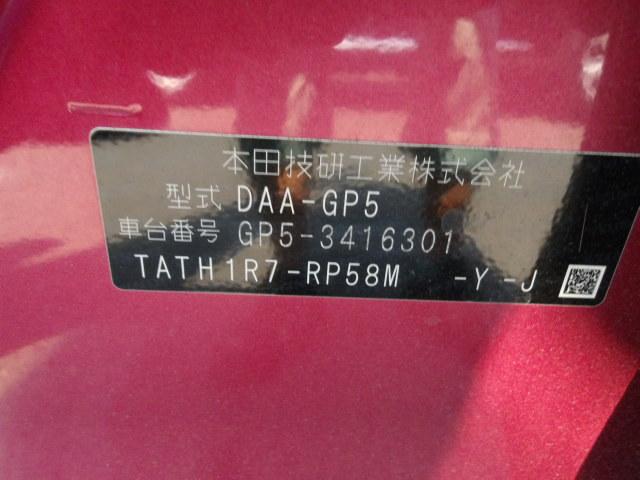 本田技研工業株式会社
型式 DAA-GP5
車台番号 GP5-3416301
TATH1R7-RP58M -Y-J